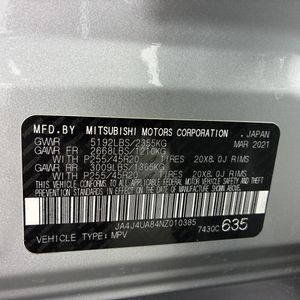 MFD.BY MITSUBISHI MOTORS CORPORATION , JAPAN
GVWR 5192LBS/2355KG MAR 2021
GAWR FR 2668LBS/1210KG
WITH P255/45R20 TIRES 20X8.0J RIMS
GAWR RR 3009LBS/1365KG
WITH P255/45R20 TIRES 20X8.0J RIMS
THIS VEHICLE CONFORMS TO ALL APPLICABLE
FEDERAL MOTOR VEHICLE SAFETY AND THEFT
PREVENTION STANDARDS IN EFFECT ON THE
DATE OF MANUFACTURE SHOWN ABOVE.
JA4J4UA84NZ010385 7430C 635
TYPE: MPV